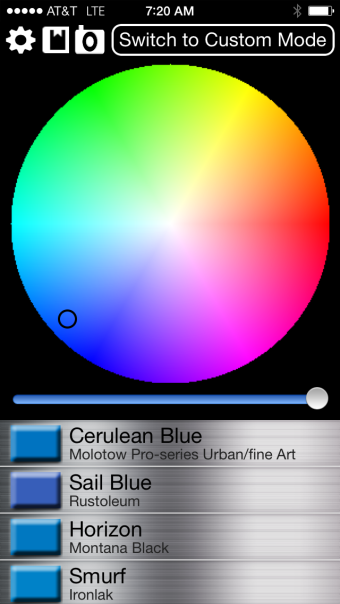 ●●●●● AT&T LTE 7:20 AM
Switch to Custom Mode
Cerulean Blue
Molotow Pro-series Urban/fine Art
Sail Blue
Rustoleum
Horizon
Montana Black
Smurf
Ironlak